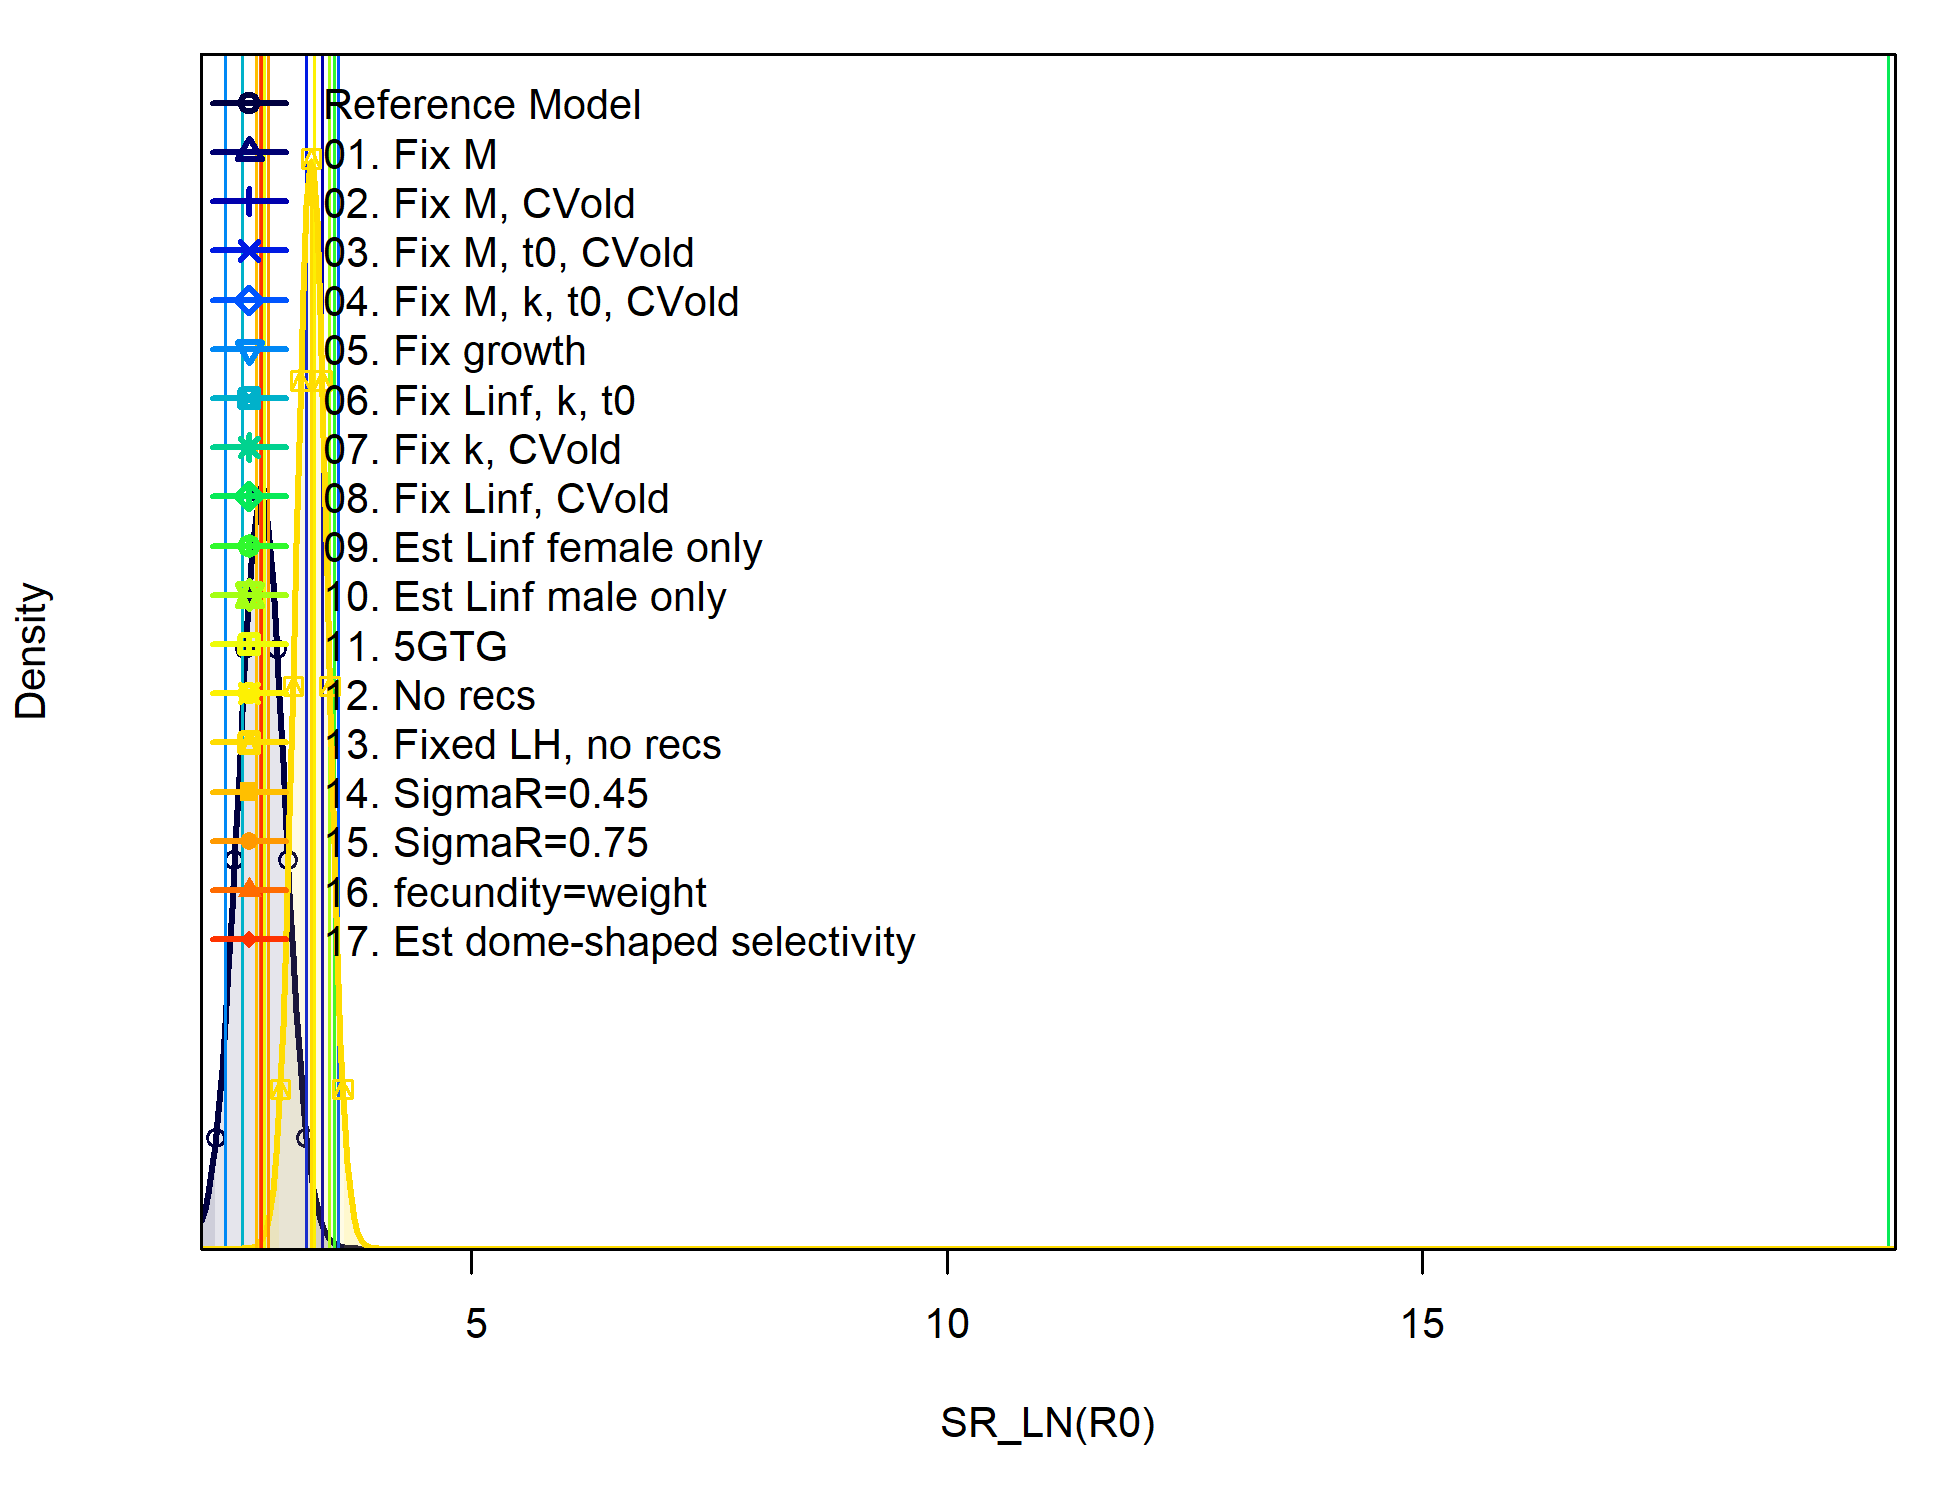 Reference Model
01. Fix M
02. Fix M, CVold
03. Fix M, t0, CVold
04. Fix M, k, t0, CVold
05. Fix growth
06. Fix Linf, k, t0
07. Fix k, CVold
08. Fix Linf, CVold
09. Est Linf female only
10. Est Linf male only
11. 5GTG
12. No recs
13. Fixed LH, no recs
14. SigmaR=0.45
15. SigmaR=0.75
16. fecundity=weight
17. Est dome-shaped selectivity
Density
5 10 15
SR_LN(R0)